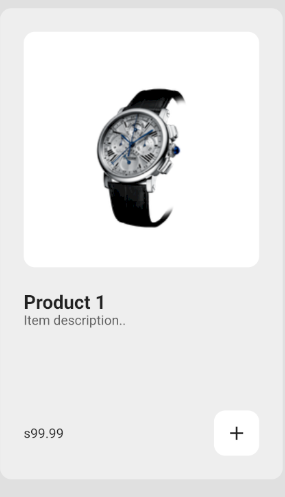 Product 1
Item description..
s99.99
+